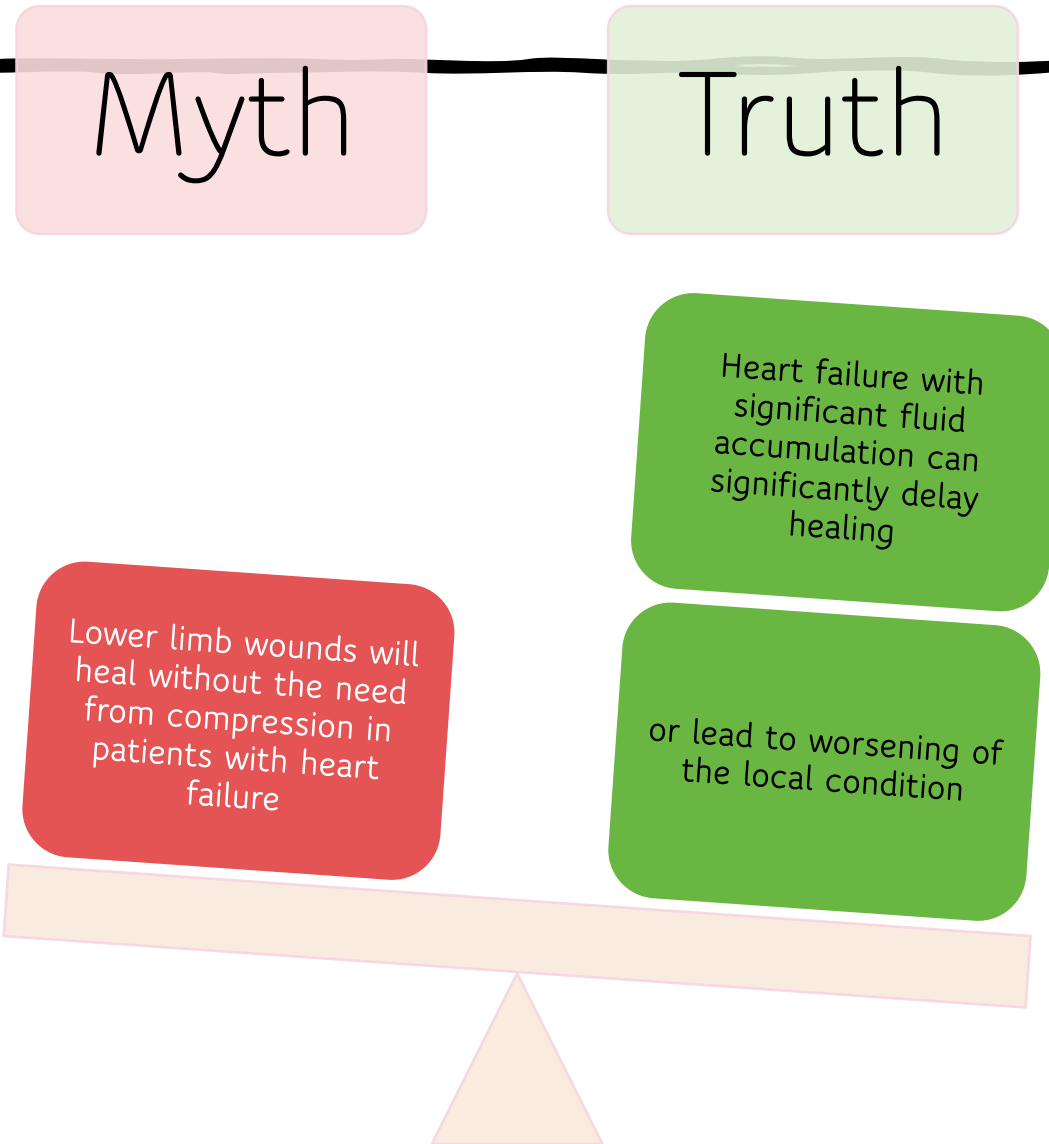 Myth
Truth
Heart failure with
significant fluid
accumulation can
significantly delay
healing
Lower limb wounds will
heal without the need
from compression in
patients with heart
failure
or lead to worsening of
the local condition